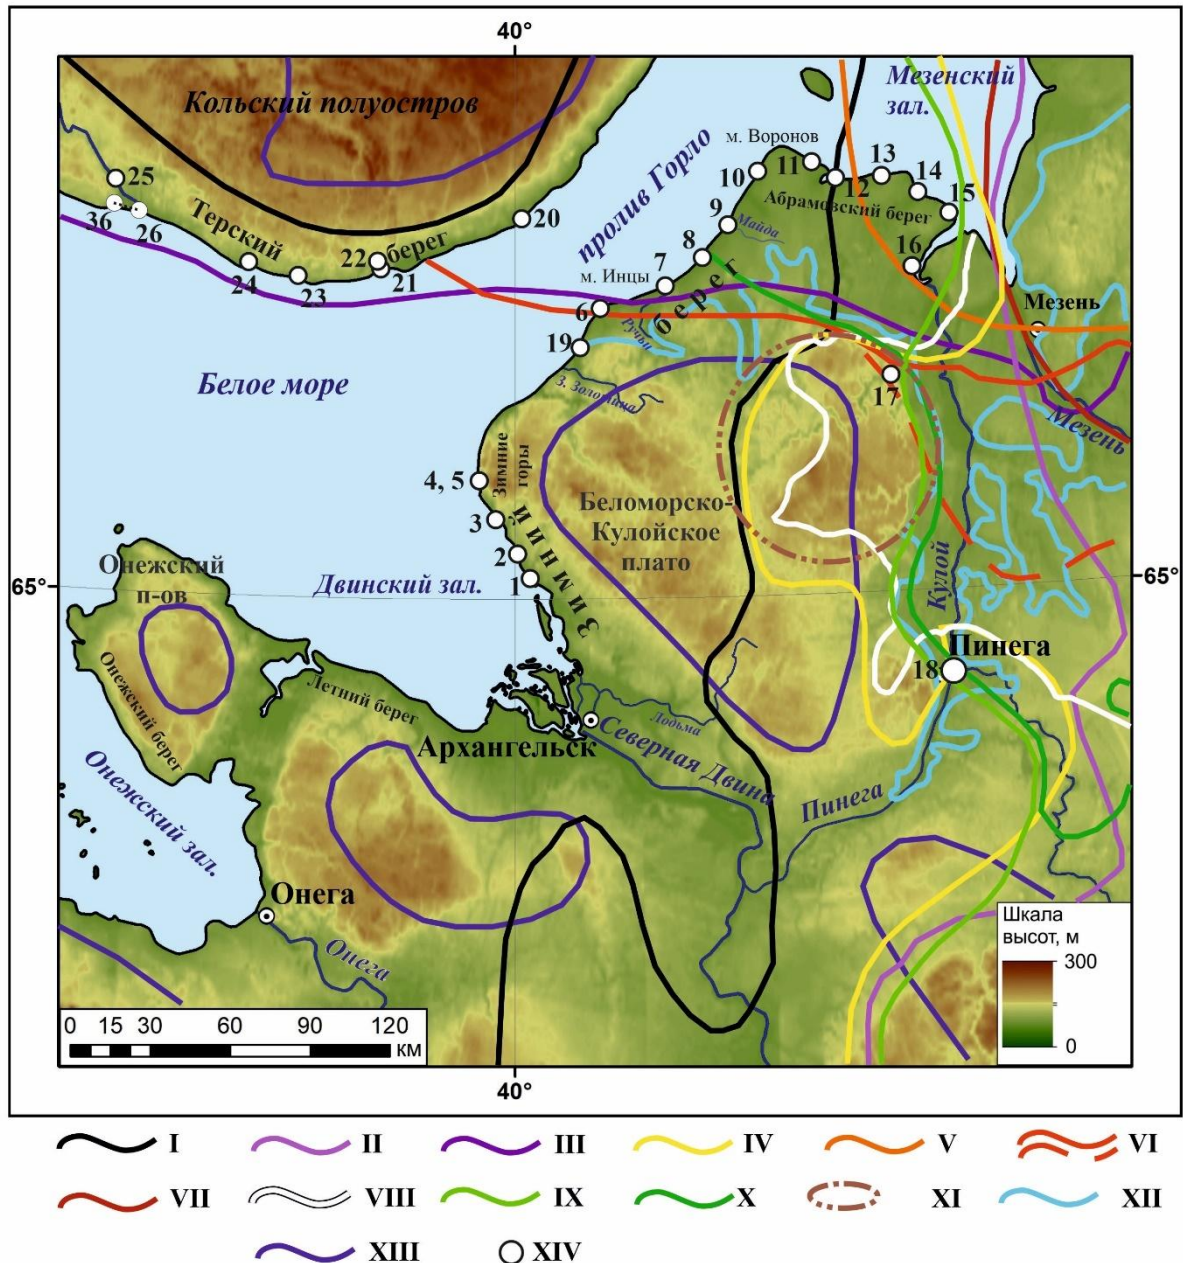 40°
Кольский полуостров
Мезенский
зал.
м. Воронов
пролив Горло
25
36
26
Терский
берег
20
22
21
24
23
10
11
12
13
14
15
Абрамовский берег
9
Майда
8
16
7
м. Инцы
6
Ручьи
берег
Мезень
19
Белое море
З. Золотица
17
Мезень
4, 5
Зимние
горы
3
Беломорско-
Кулойское
плато
2
1
Зимний
Кулой
65°
65°
Онежский
п-ов
Двинский зал.
Онежский берег
Летний берег
Пинега
18
Лодьма
Архангельск
Северная Двина
Пинега
Онежский зал.
Онега
Онега
Шкала
высот, м
300
0
0 15 30 60 90 120
км
40°
I II III IV V VI
VII VIII IX X XI XII
XIII XIV